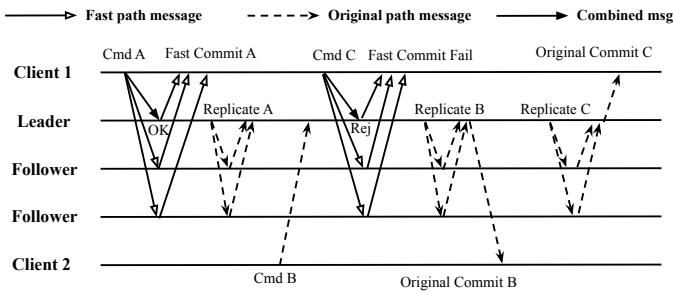 Fast path message Original path message Combined msg
Cmd A Fast Commit A Cmd C Fast Commit Fail Original Commit C
Client 1
Replicate A Replicate B Replicate C
Leader
OK Rej
Follower
Follower
Client 2
Cmd B Original Commit B